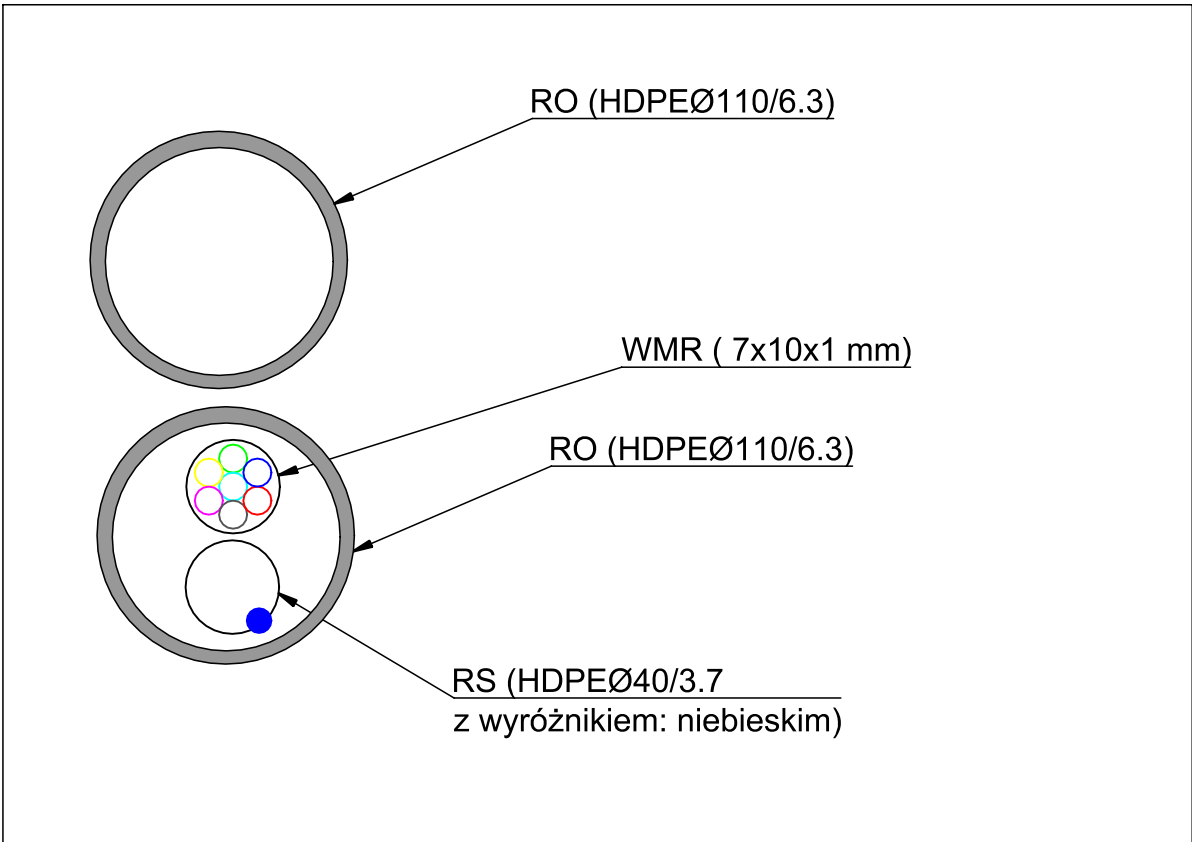 RO (HDPEØ110/6.3)
WMR ( 7x10x1 mm)
RO (HDPEØ110/6.3)
RS (HDPEØ40/3.7
z wyróżnikiem: niebieskim)